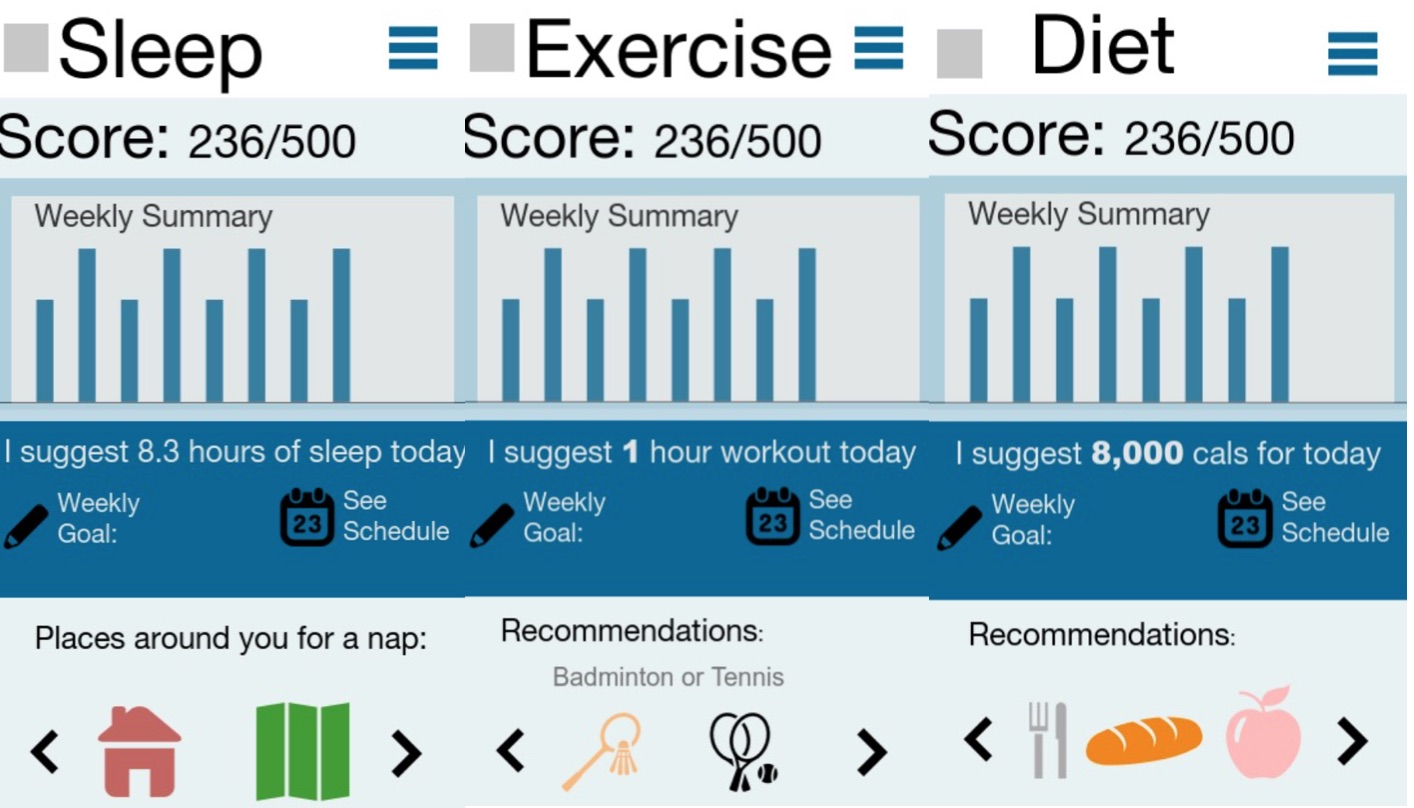 Sleep
Score: 236/500
Weekly Summary
I suggest 8.3 hours of sleep today
Weekly
Goal:
23
See
Schedule
Places around you for a nap:
Exercise
Score: 236/500
Weekly Summary
I suggest 1 hour workout today
Weekly
Goal:
23
See
Schedule
Recommendations:
Badminton or Tennis
Diet
Score: 236/500
Weekly Summary
I suggest 8,000 cals for today
Weekly
Goal:
23
See
Schedule
Recommendations: